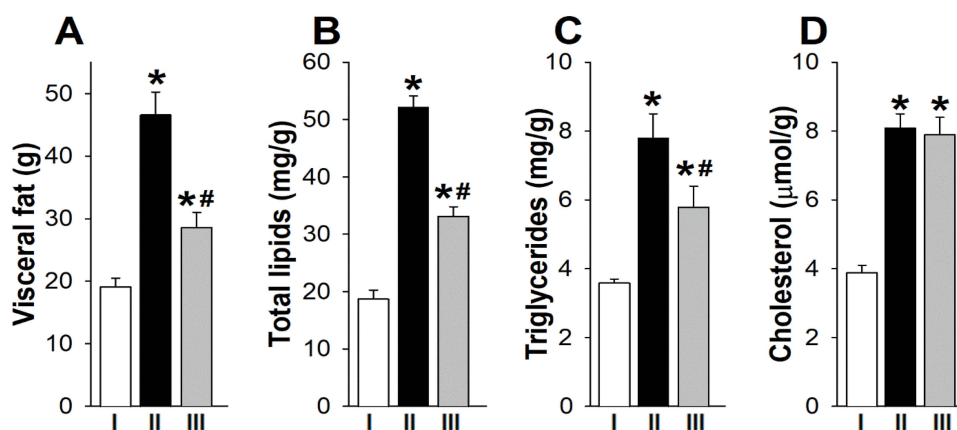 A
Visceral fat (g)
50
40
30
20
10
0
*
*#
I II III
B
Total lipids (mg/g)
60
50
40
30
20
10
0
*
*#
I II III
C
Triglycerides (mg/g)
10
8
6
4
2
0
*
*#
I II III
D
Cholesterol (μmol/g)
10
8
6
4
2
0
*
*
I II III